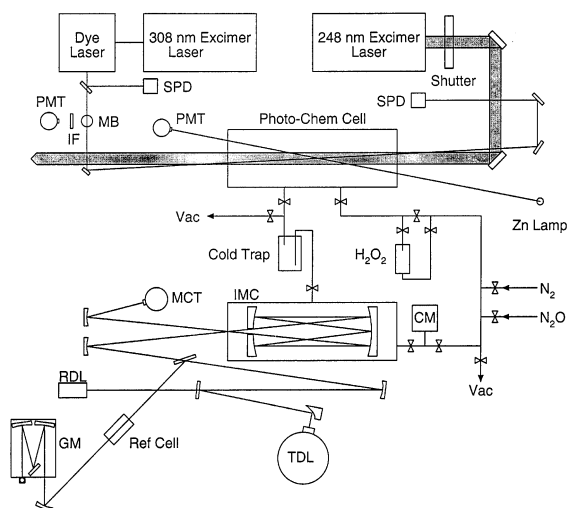 Dye
Laser
308 nm Excimer
Laser
248 nm Excimer
Laser
Shutter
SPD
SPD
PMT
IF
MB
PMT
Photo-Chem Cell
Zn Lamp
Vac
Cold Trap
H₂O₂
MCT
IMC
CM
N₂
N₂O
Vac
RDL
GM
Ref Cell
TDL